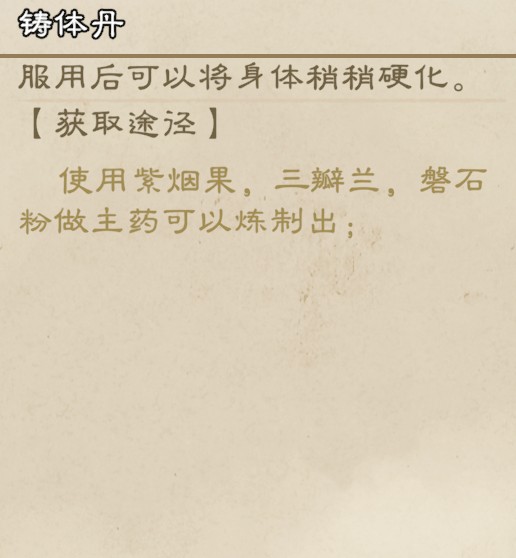 铸体丹
服用后可以将身体稍稍硬化。
【获取途径】
使用紫烟果，三瓣兰，磐石
粉做主药可以炼制出；